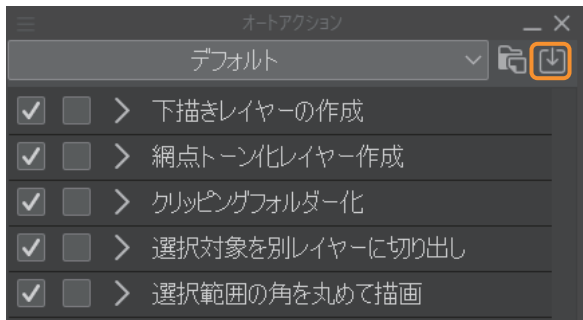 オートアクション
デフォルト
下描きレイヤーの作成
網点トーン化レイヤー作成
クリッピングフォルダー化
選択対象を別レイヤーに切り出し
選択範囲の角を丸めて描画